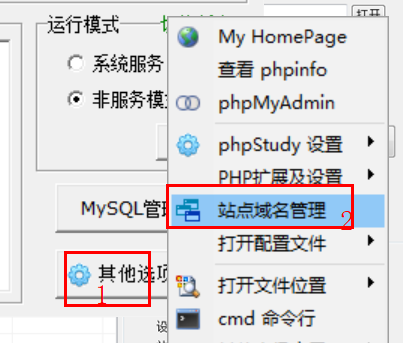 运行模式
打开
系统服务
非服务模
MySQL管
其他选项
1
My HomePage
查看 phpinfo
phpMyAdmin
phpStudy 设置
PHP扩展及设置
站点域名管理
2
打开配置文件
打开文件位置
cmd 命令行
设